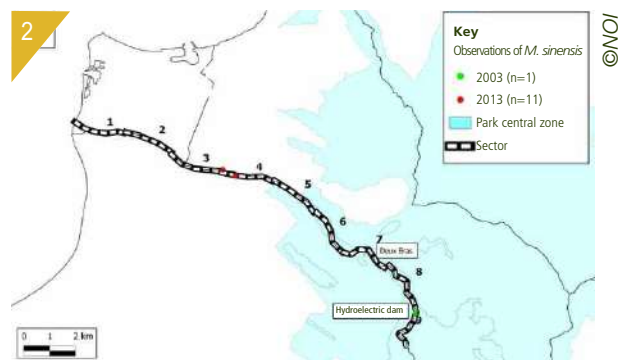 2
Key
Observations of M. sinensis
2003 (n=1)
2013 (n=11)
Park central zone
Sector
©NOI
1
2
3
4
5
6
7
Deux Bras
8
Hydroelectric dam
0 1 2 km